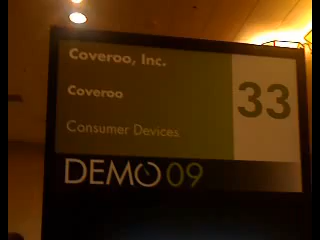 Coveroo, Inc.
Coveroo
33
Consumer Devices
DEMO 09